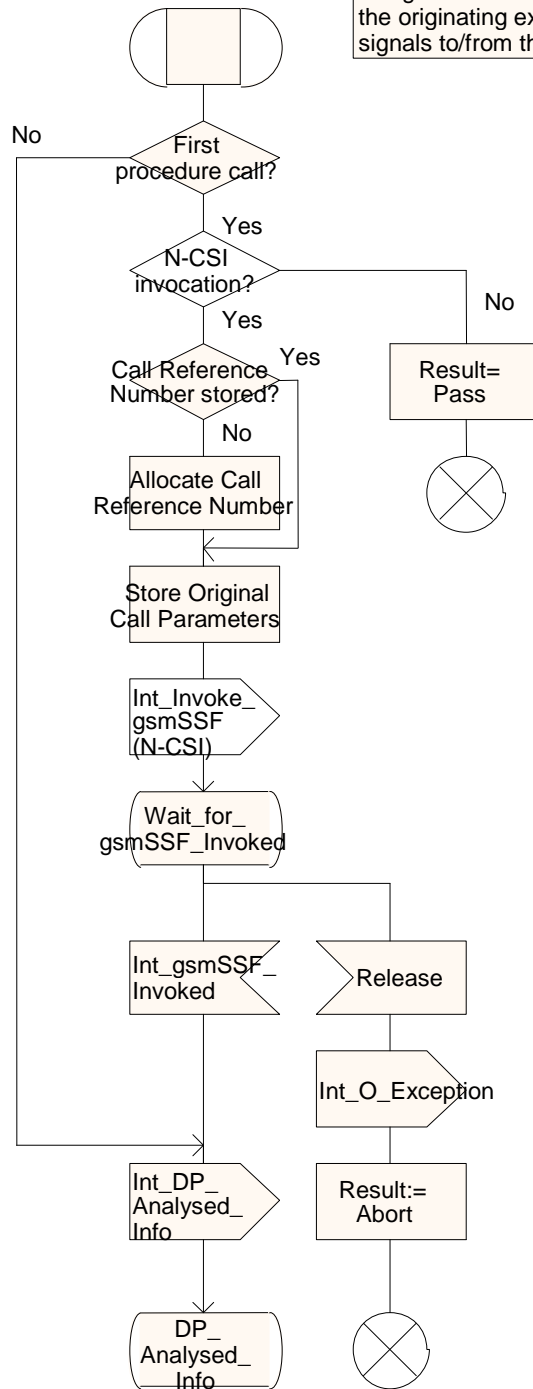 the originating ex
signals to/from th
No
First
procedure call?
Yes
N-CSI
invocation?
No
Yes
Call Reference
Number stored?
Yes
Result=
Pass
No
Allocate Call
Reference Number
Store Original
Call Parameters
Int_Invoke_
gsmSSF
(N-CSI)
Wait_for_
gsmSSF_Invoked
Int_gsmSSF_
Invoked
Release
Int_O_Exception
Int_DP_
Analysed_
Info
Result:=
Abort
DP_
Analysed_
Info